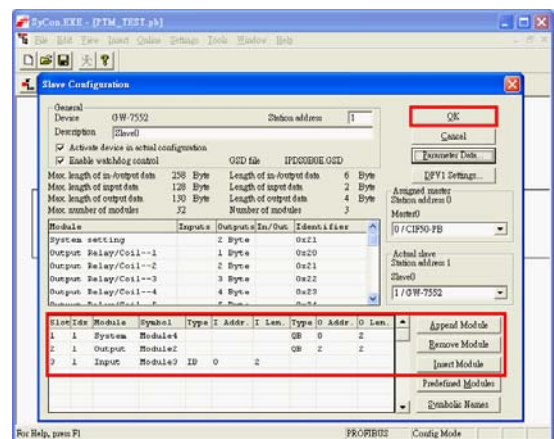 SyCon.EXE - [PTM_TEST.pb]
File Edit View Insert Online Settings Tools Window Help
Slave Configuration
General
Device GW-7552 Station address 1
Description Slave0
Activate device in actual configuration
Enable watchdog control GSD file
Max. length of in-/output data 258 Byte Length of in-/output data 6 Byte
Max. length of input data 128 Byte Length of input data 2 Byte
Max. length of output data 130 Byte Length of output data 4 Byte
Max. number of modules 32 Number of modules 3
Module Inputs Outputs In/Out Identifier
System setting 2 Byte 0x21
Output Relay/Coil--1 1 Byte 0x20
Output Relay/Coil--2 2 Byte 0x21
Output Relay/Coil--3 3 Byte 0x22
Output Relay/Coil--4 4 Byte 0x23
Slot Idx Module Symbol Type I Addr. I Len. Type O Addr. O Len.
1 1 System Module4 QB 0 2
2 1 Output Module2 QB 2 2
3 1 Input Module3 IB 0 2
OK
Cancel
Parameter Data...
DPV1 Settings...
Assigned master
Station address 0
Master0
0 / CIF50-PB
Actual slave
Station address 1
Slave0
1 / GW-7552
Append Module
Remove Module
Insert Module
Predefined Modules
Symbolic Names
For Help, press F1 PROFIBUS Config Mode